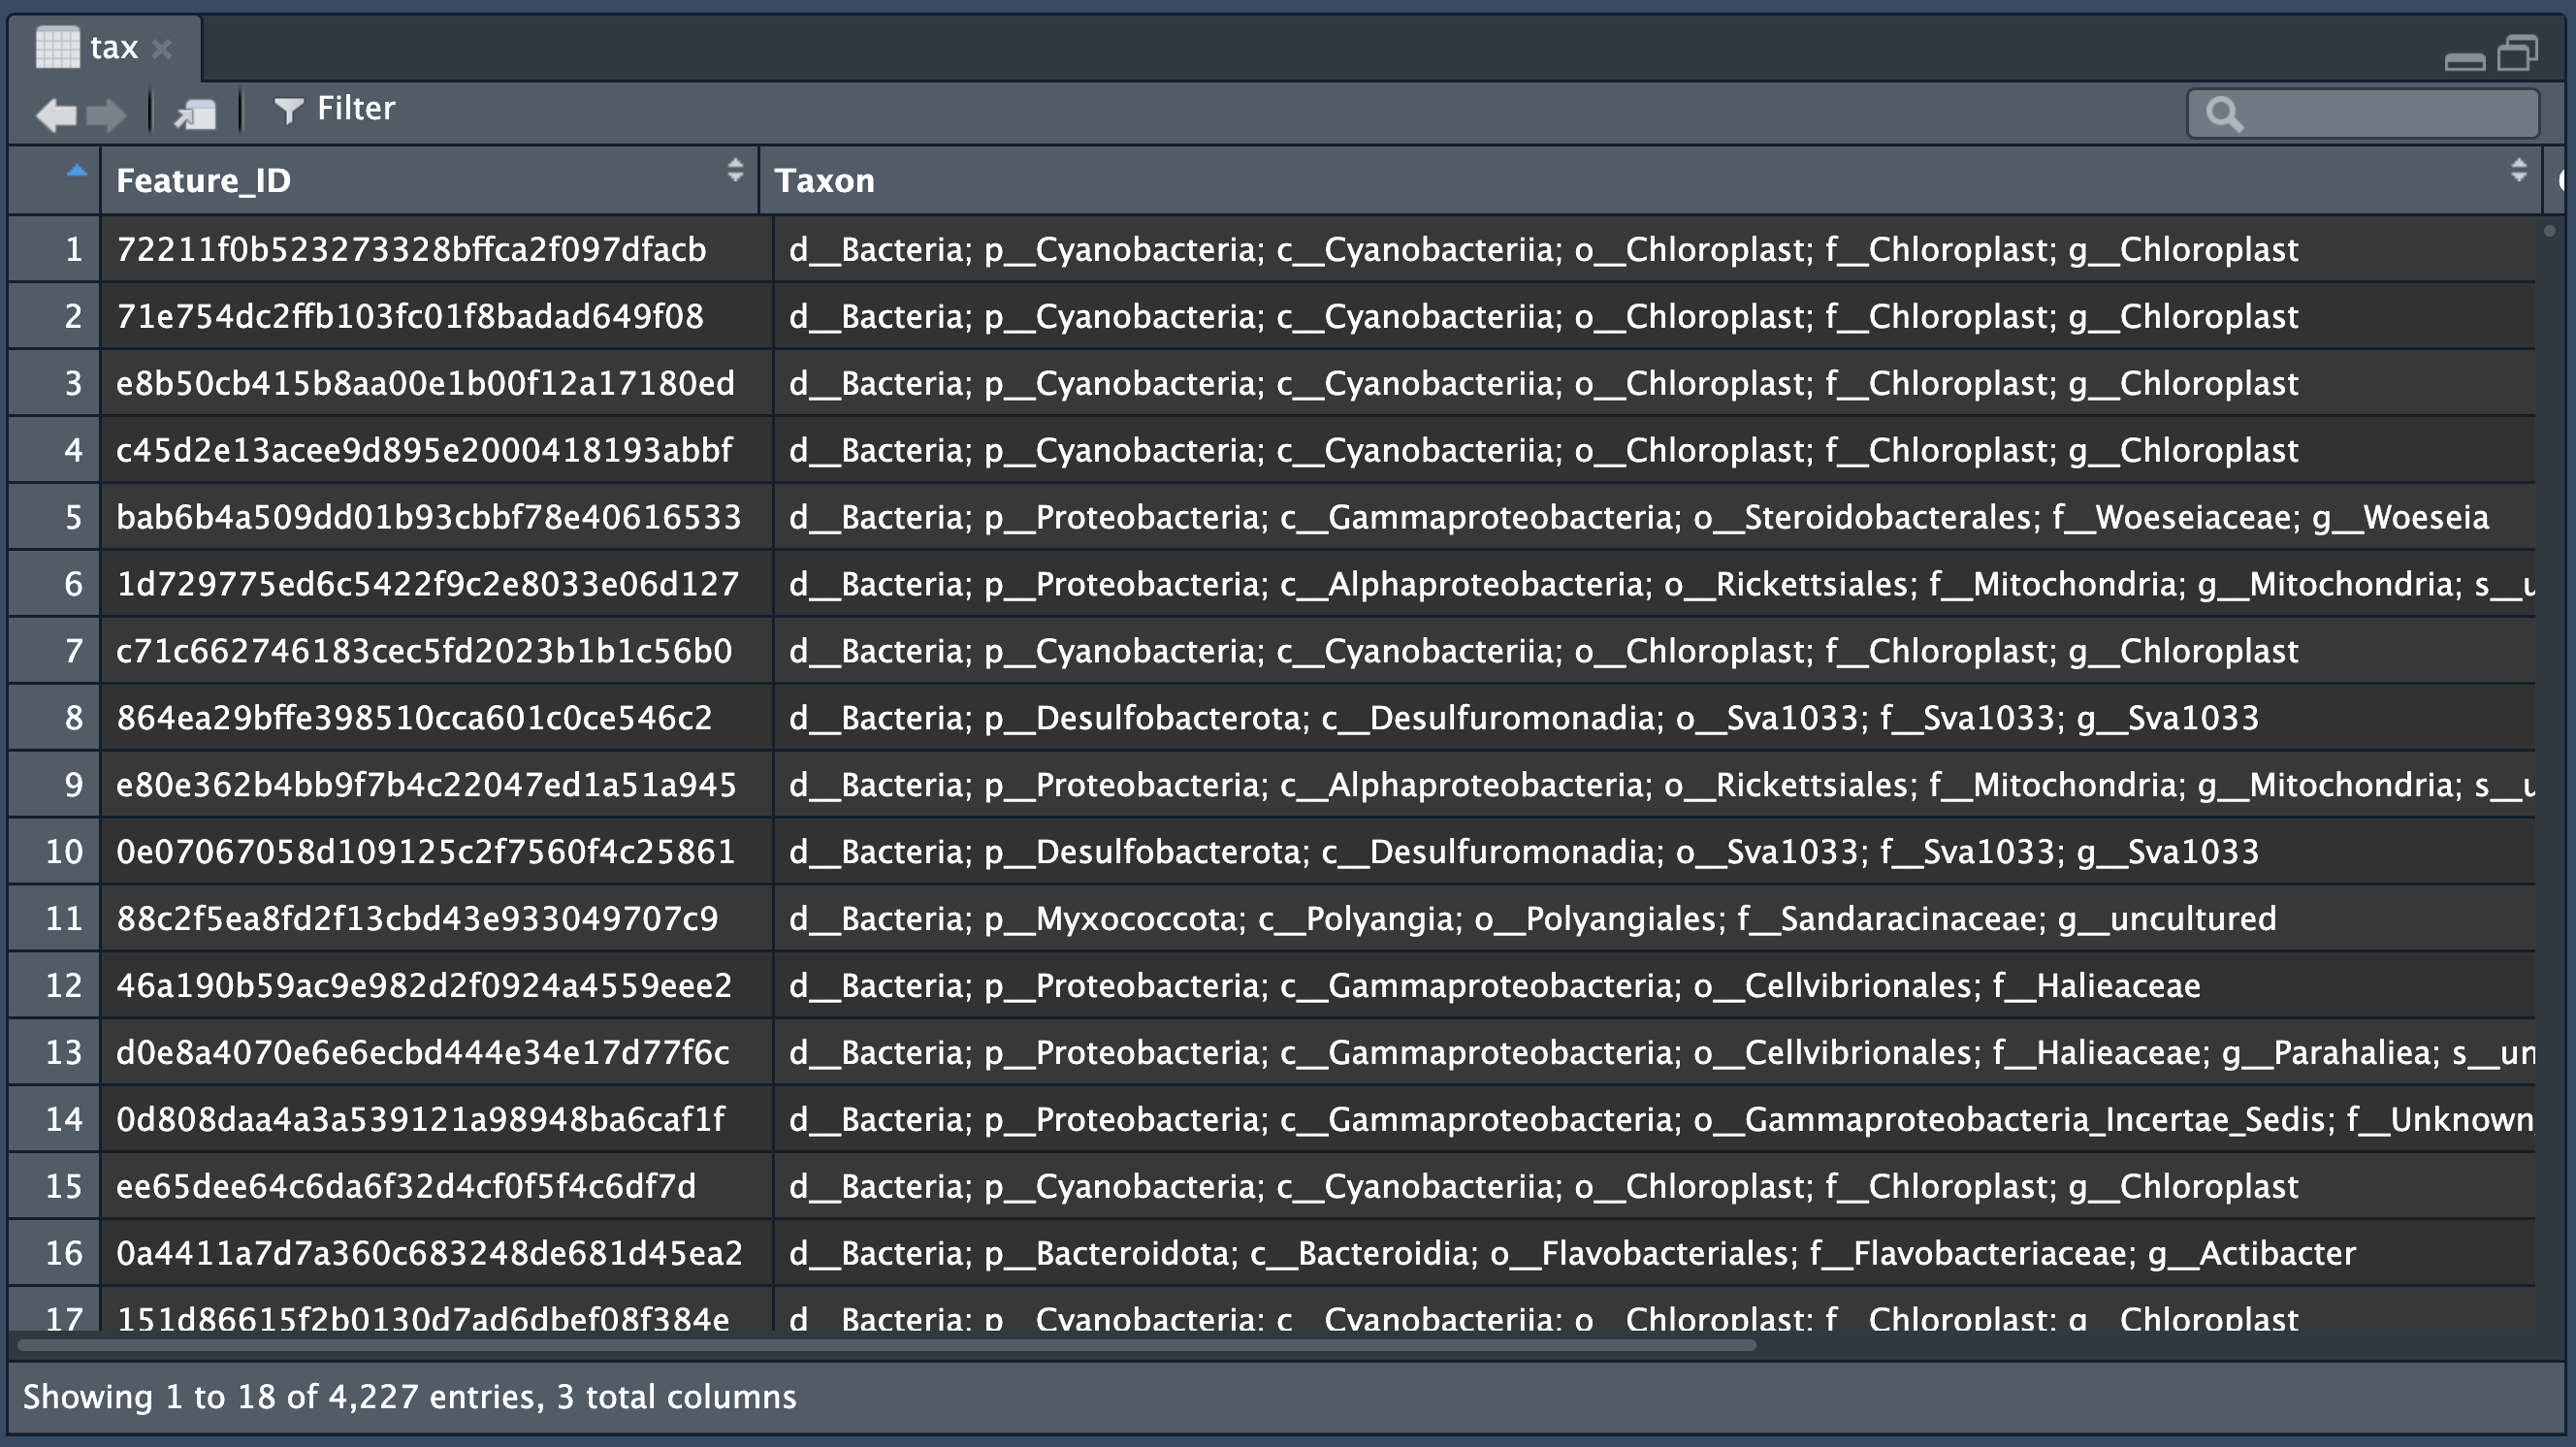 tax
Filter
Feature_ID Taxon
1 72211f0b523273328bffca2f097dfacb d__Bacteria; p__Cyanobacteria; c__Cyanobacteriia; o__Chloroplast; f__Chloroplast; g__Chloroplast
2 71e754dc2ffb103fc01f8badad649f08 d__Bacteria; p__Cyanobacteria; c__Cyanobacteriia; o__Chloroplast; f__Chloroplast; g__Chloroplast
3 e8b50cb415b8aa00e1b00f12a17180ed d__Bacteria; p__Cyanobacteria; c__Cyanobacteriia; o__Chloroplast; f__Chloroplast; g__Chloroplast
4 c45d2e13acee9d895e2000418193abbf d__Bacteria; p__Cyanobacteria; c__Cyanobacteriia; o__Chloroplast; f__Chloroplast; g__Chloroplast
5 bab6b4a509dd01b93cbbf78e40616533 d__Bacteria; p__Proteobacteria; c__Gammaproteobacteria; o__Steroidobacterales; f__Woeseiaceae; g__Woeseia
6 1d729775ed6c5422f9c2e8033e06d127 d__Bacteria; p__Proteobacteria; c__Alphaproteobacteria; o__Rickettsiales; f__Mitochondria; g__Mitochondria; s__u
7 c71c662746183cec5fd2023b1b1c56b0 d__Bacteria; p__Cyanobacteria; c__Cyanobacteriia; o__Chloroplast; f__Chloroplast; g__Chloroplast
8 864ea29bffe398510cca601c0ce546c2 d__Bacteria; p__Desulfobacterota; c__Desulfuromonadia; o__Sva1033; f__Sva1033; g__Sva1033
9 e80e362b4bb9f7b4c22047ed1a51a945 d__Bacteria; p__Proteobacteria; c__Alphaproteobacteria; o__Rickettsiales; f__Mitochondria; g__Mitochondria; s__u
10 0e07067058d109125c2f7560f4c25861 d__Bacteria; p__Desulfobacterota; c__Desulfuromonadia; o__Sva1033; f__Sva1033; g__Sva1033
11 88c2f5ea8fd2f13cbd43e933049707c9 d__Bacteria; p__Myxococcota; c__Polyangia; o__Polyangiales; f__Sandaracinaceae; g__uncultured
12 46a190b59ac9e982d2f0924a4559eee2 d__Bacteria; p__Proteobacteria; c__Gammaproteobacteria; o__Cellvibrionales; f__Halieaceae
13 d0e8a4070e6e6ecbd444e34e17d77f6c d__Bacteria; p__Proteobacteria; c__Gammaproteobacteria; o__Cellvibrionales; f__Halieaceae; g__Parahaliea; s__un
14 0d808daa4a3a539121a98948ba6caf1f d__Bacteria; p__Proteobacteria; c__Gammaproteobacteria; o__Gammaproteobacteria_Incertae_Sedis; f__Unknown_
15 ee65dee64c6da6f32d4cf0f5f4c6df7d d__Bacteria; p__Cyanobacteria; c__Cyanobacteriia; o__Chloroplast; f__Chloroplast; g__Chloroplast
16 0a4411a7d7a360c683248de681d45ea2 d__Bacteria; p__Bacteroidota; c__Bacteroidia; o__Flavobacteriales; f__Flavobacteriaceae; g__Actibacter
17 151d86615f2b0130d7ad6dbef08f384e d__Bacteria; p__Cyanobacteria; c__Cyanobacteriia; o__Chloroplast; f__Chloroplast; g__Chloroplast
Showing 1 to 18 of 4,227 entries, 3 total columns